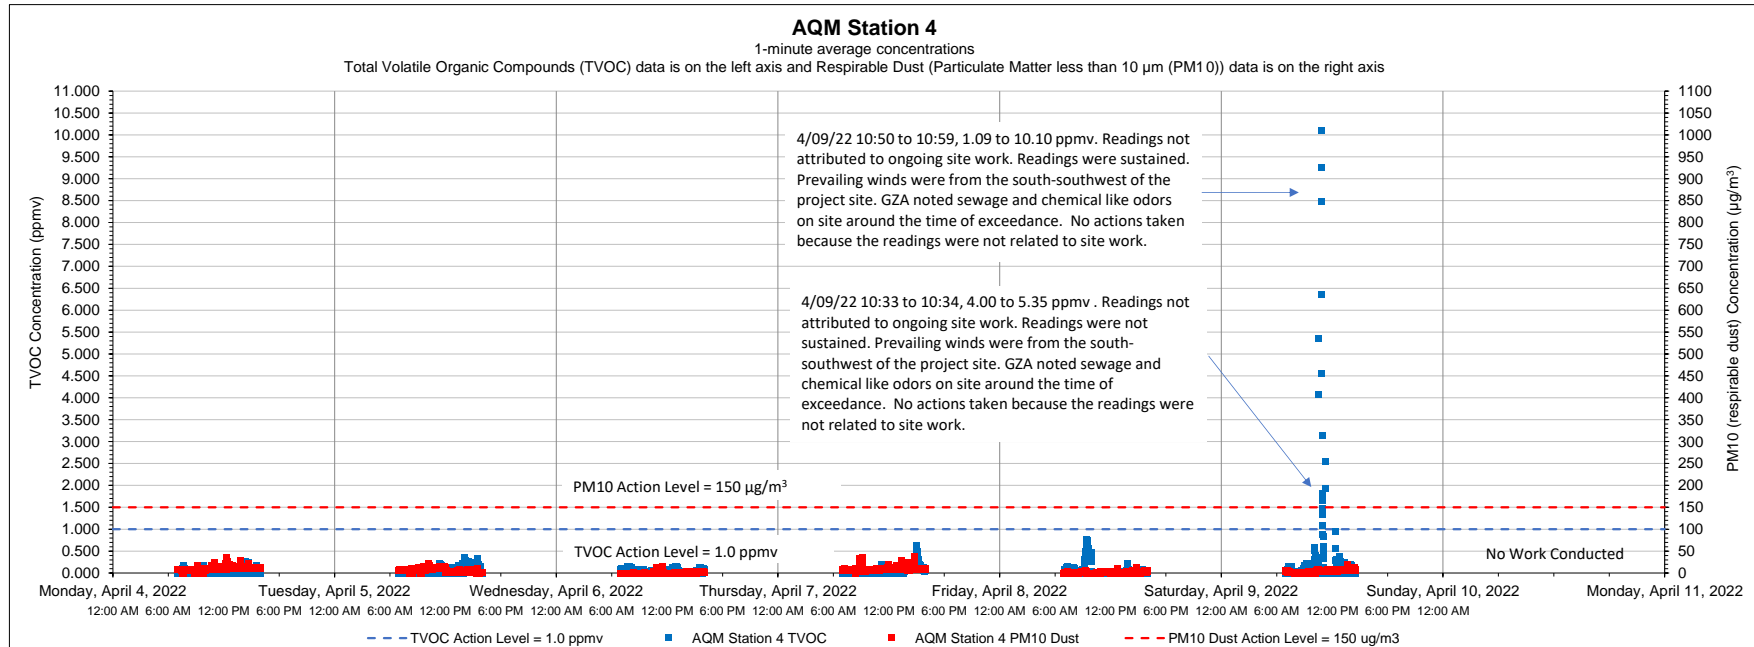 AQM Station 4
1-minute average concentrations
Total Volatile Organic Compounds (TVOC) data is on the left axis and Respirable Dust (Particulate Matter less than 10 µm (PM10)) data is on the right axis
TVOC Concentration (ppmv)
11.000
10.500
10.000
9.500
9.000
8.500
8.000
7.500
7.000
6.500
6.000
5.500
5.000
4.500
4.000
3.500
3.000
2.500
2.000
1.500
1.000
0.500
0.000
4/09/22 10:50 to 10:59, 1.09 to 10.10 ppmv. Readings not
attributed to ongoing site work. Readings were sustained.
Prevailing winds were from the south-southwest of the
project site. GZA noted sewage and chemical like odors
on site around the time of exceedance.  No actions taken
because the readings were not related to site work.
4/09/22 10:33 to 10:34, 4.00 to 5.35 ppmv . Readings not
attributed to ongoing site work. Readings were not
sustained. Prevailing winds were from the south-
southwest of the project site. GZA noted sewage and
chemical like odors on site around the time of
exceedance.  No actions taken because the readings were
not related to site work.
PM10 Action Level = 150 µg/m³
TVOC Action Level = 1.0 ppmv
No Work Conducted
1100
1050
1000
950
900
850
800
750
700
650
600
550
500
450
400
350
300
250
200
150
100
50
0
PM10 (respirable dust) Concentration (µg/m³)
Monday, April 4, 2022 Tuesday, April 5, 2022 Wednesday, April 6, 2022 Thursday, April 7, 2022 Friday, April 8, 2022 Saturday, April 9, 2022 Sunday, April 10, 2022 Monday, April 11, 2022
12:00 AM 6:00 AM 12:00 PM 6:00 PM 12:00 AM 6:00 AM 12:00 PM 6:00 PM 12:00 AM 6:00 AM 12:00 PM 6:00 PM 12:00 AM 6:00 AM 12:00 PM 6:00 PM 12:00 AM 6:00 AM 12:00 PM 6:00 PM 12:00 AM 6:00 AM 12:00 PM 6:00 PM 12:00 AM
TVOC Action Level = 1.0 ppmv AQM Station 4 TVOC AQM Station 4 PM10 Dust PM10 Dust Action Level = 150 ug/m3